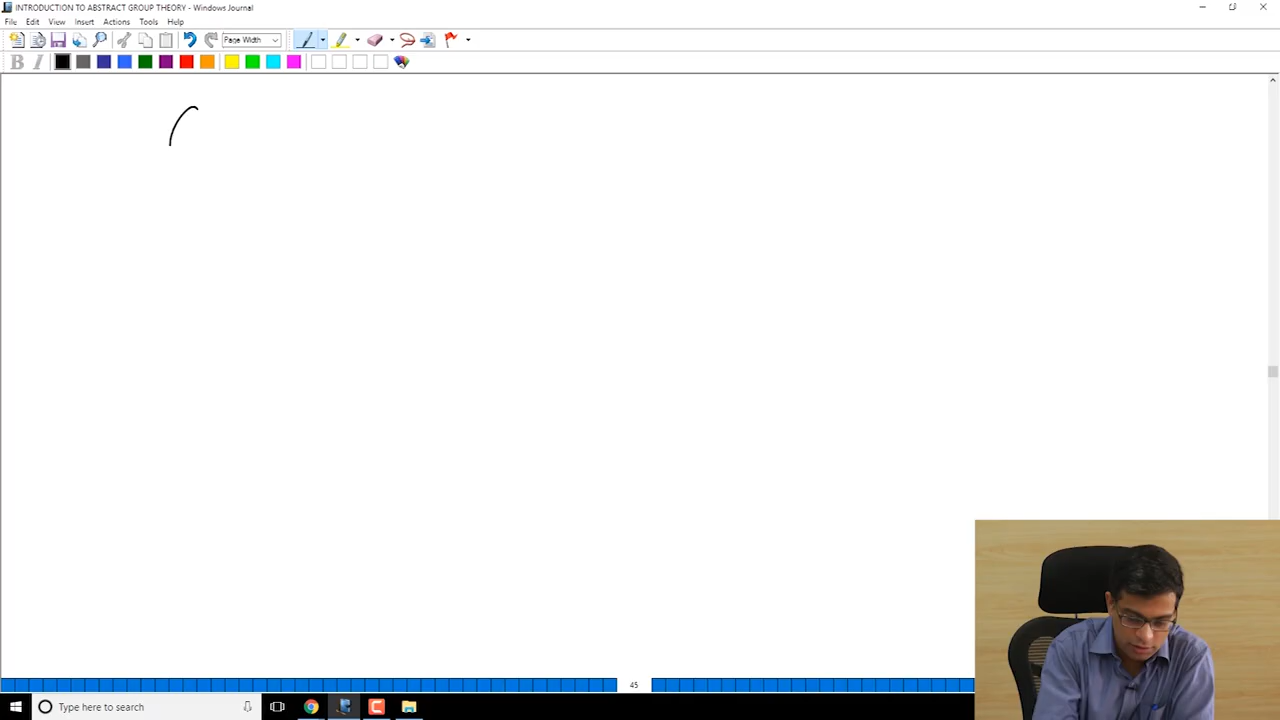 INTRODUCTION TO ABSTRACT GROUP THEORY - Windows Journal
File Edit View Insert Actions Tools Help
Page Width
B I
45
Type here to search